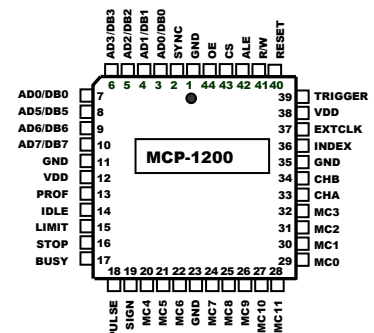 AD3/DB3
AD2/DB2
AD1/DB1
AD0/DB0
SYNC
GND
OE
CS
ALE
R/W
RESET
6 5 4 3 2 1 44 43 42 41 40
AD0/DB0 7
AD5/DB5 8
AD6/DB6 9
AD7/DB7 10
GND 11
VDD 12
PROF 13
IDLE 14
LIMIT 15
STOP 16
BUSY 17
MCP-1200
39 TRIGGER
38 VDD
37 EXTCLK
36 INDEX
35 GND
34 CHB
33 CHA
32 MC3
31 MC2
30 MC1
29 MC0
18 19 20 21 22 23 24 25 26 27 28
PULSE
SIGN
MC4
MC5
MC6
GND
MC7
MC8
MC9
MC10
MC11